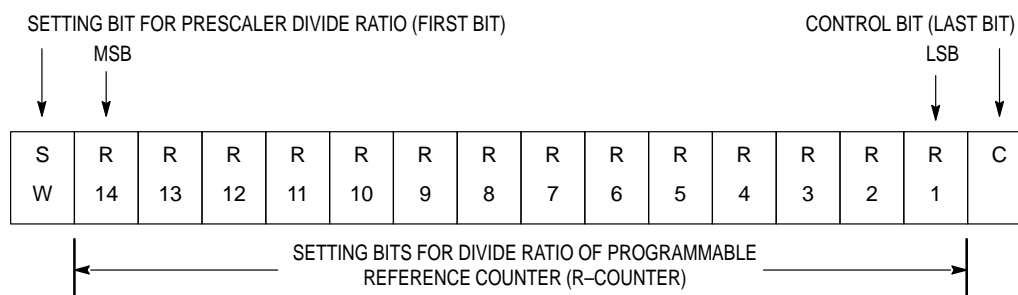 SETTING BIT FOR PRESCALER DIVIDE RATIO (FIRST BIT) CONTROL BIT (LAST BIT)
MSB LSB
S R R R R R R R R R R R R R R C
W 14 13 12 11 10 9 8 7 6 5 4 3 2 1
SETTING BITS FOR DIVIDE RATIO OF PROGRAMMABLE
REFERENCE COUNTER (R–COUNTER)